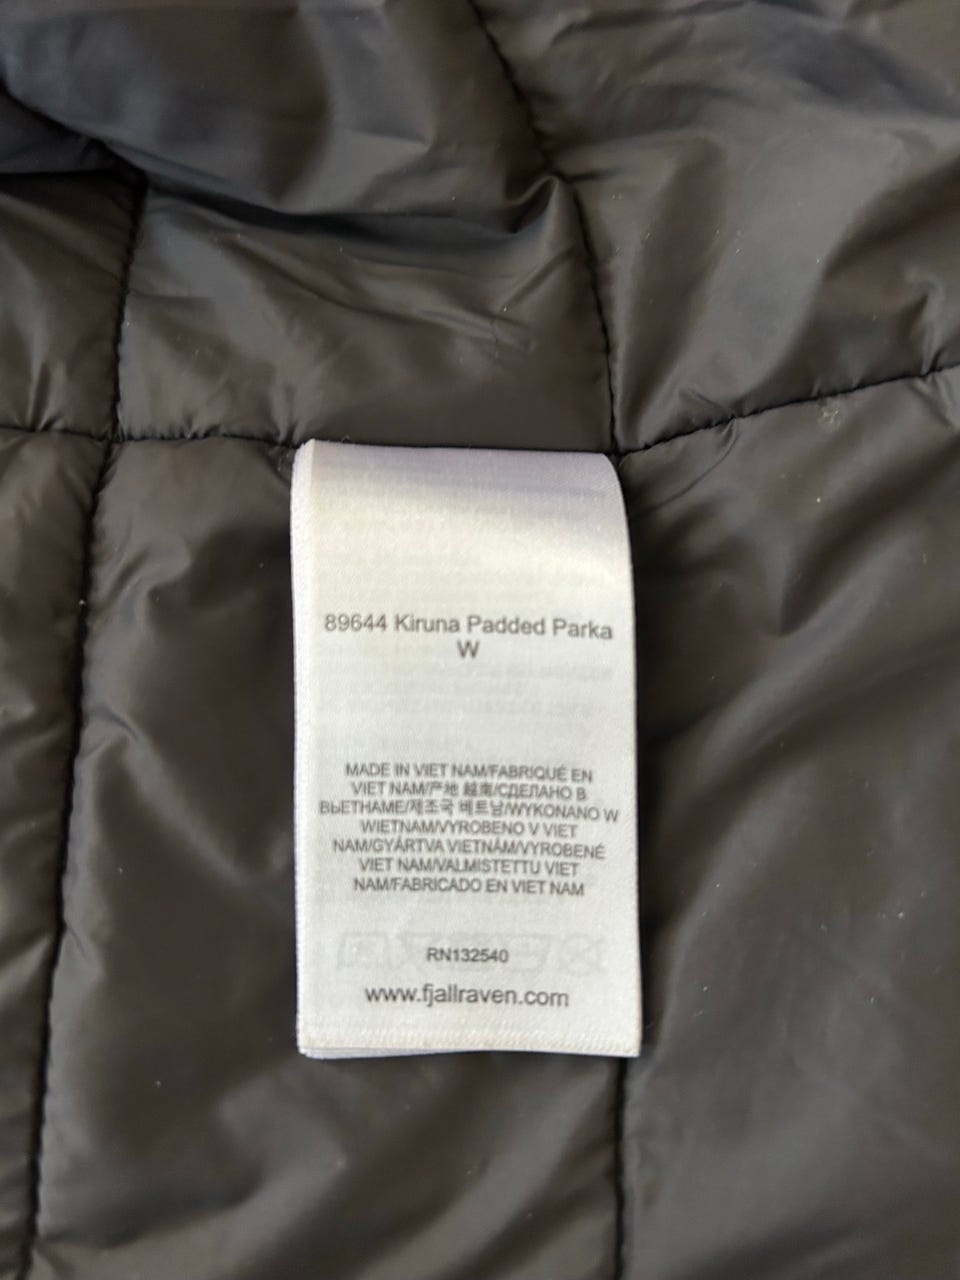 89644 Kiruna Padded Parka
W
MADE IN VIET NAM/FABRIQUÉ EN
VIET NAM/产地 越南/СДЕЛАНО В
ВЬЕТНАМЕ/제조국 베트남/WYKONANO W
WIETNAM/VYROBENO V VIET
NAM/GYÁRTVA VIETNÁM/VYROBENÉ
VIET NAM/VALMISTETTU VIET
NAM/FABRICADO EN VIET NAM
RN132540
www.fjallraven.com